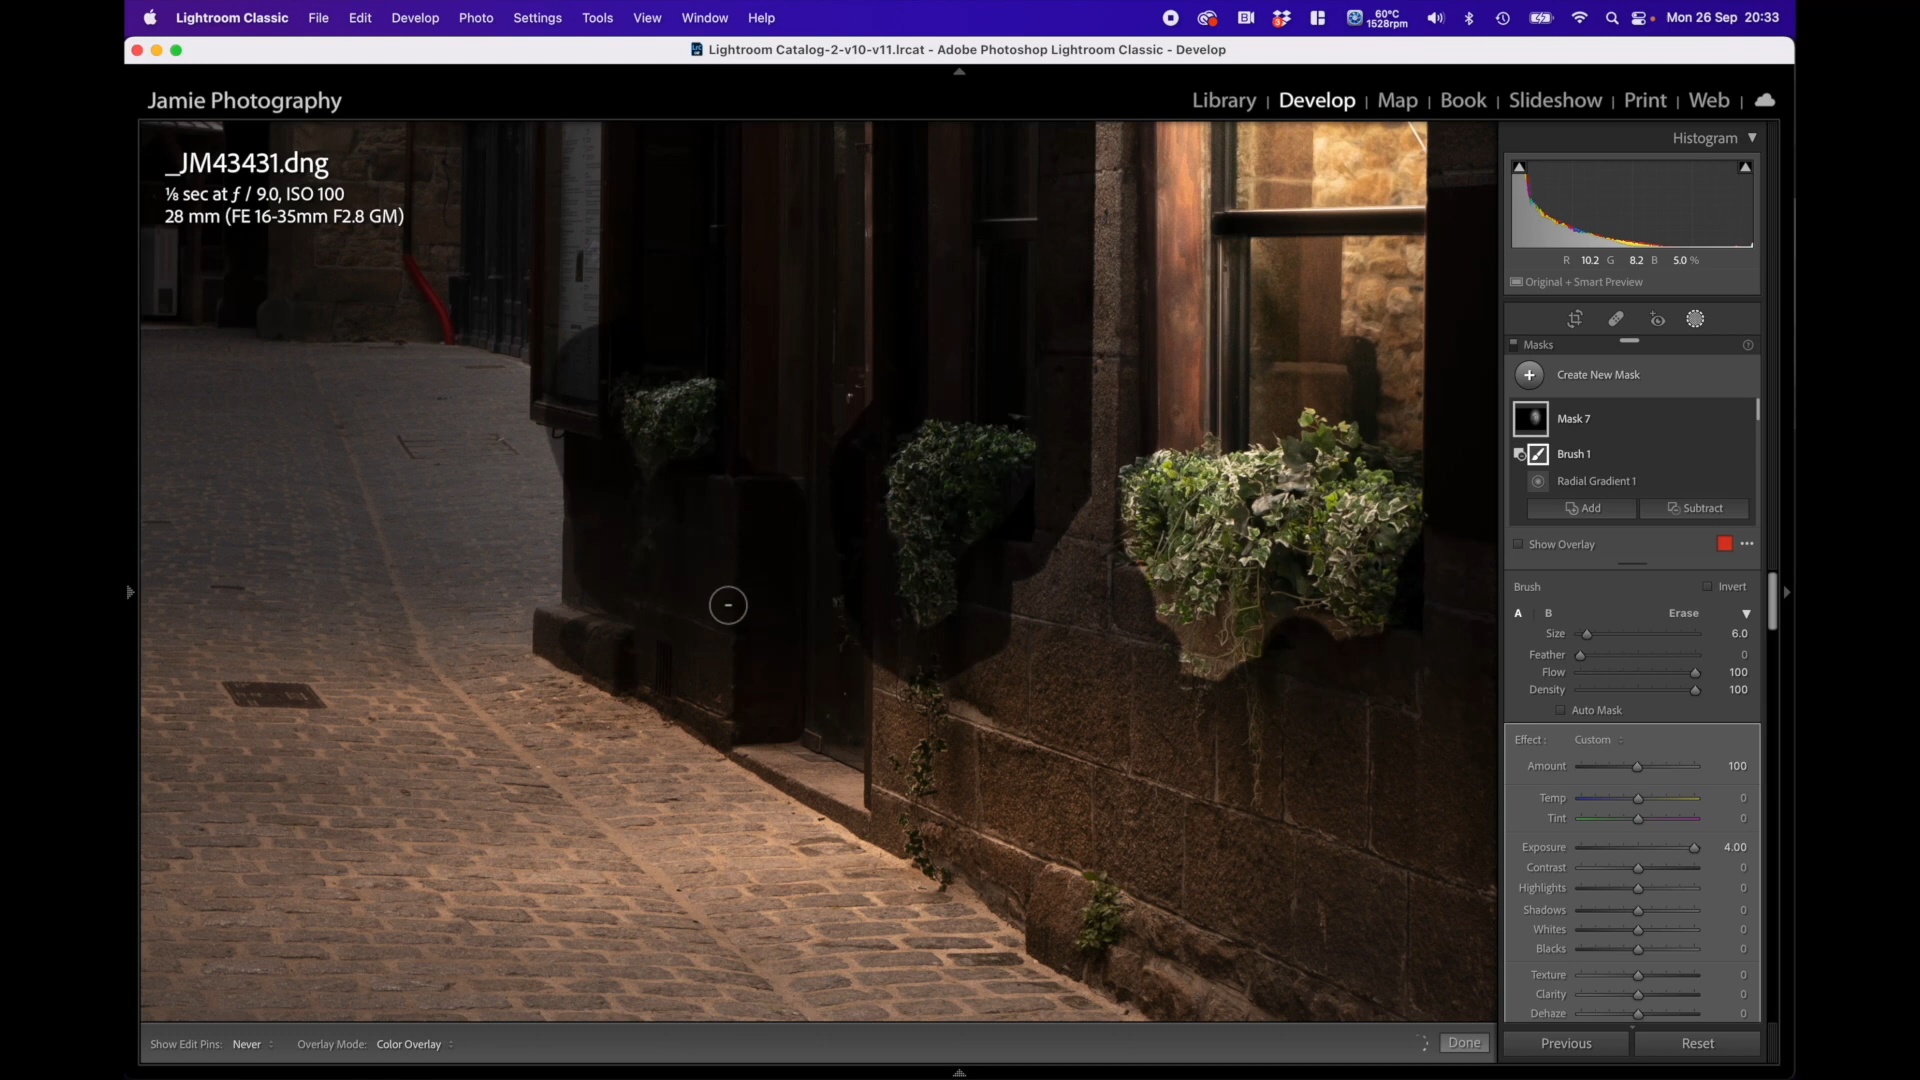 Lightroom Classic File Edit Develop Photo Settings Tools View Window Help 3 60°C 1528rpm Mon 26 Sep 20:33
Lightroom Catalog-2-v10-v11.lrcat - Adobe Photoshop Lightroom Classic - Develop
Jamie Photography
Library | Develop | Map | Book | Slideshow | Print | Web |
_JM43431.dng
⅛ sec at ƒ / 9.0, ISO 100
28 mm (FE 16-35mm F2.8 GM)
Histogram
R 10.2 G 8.2 B 5.0 %
Original + Smart Preview
Masks
Create New Mask
Mask 7
Brush 1
Radial Gradient 1
Add Subtract
Show Overlay
Brush Invert
A B Erase
Size 6.0
Feather 0
Flow 100
Density 100
Auto Mask
Effect : Custom
Amount 100
Temp 0
Tint 0
Exposure 4.00
Contrast 0
Highlights 0
Shadows 0
Whites 0
Blacks 0
Texture 0
Clarity 0
Dehaze 0
Show Edit Pins: Never Overlay Mode: Color Overlay Done
Previous Reset